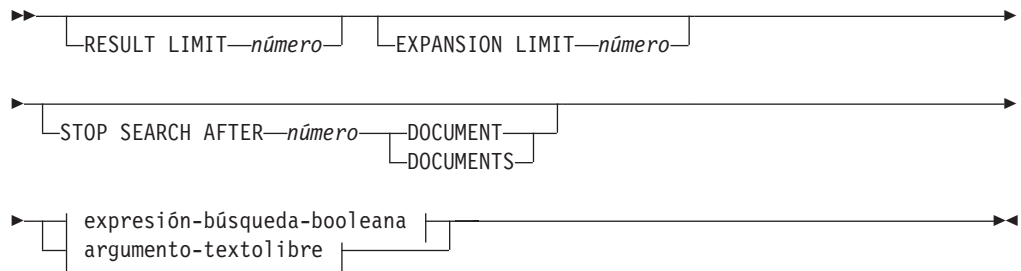 RESULT LIMIT número EXPANSION LIMIT número
STOP SEARCH AFTER número DOCUMENT
DOCUMENTS
expresión-búsqueda-booleana
argumento-textolibre